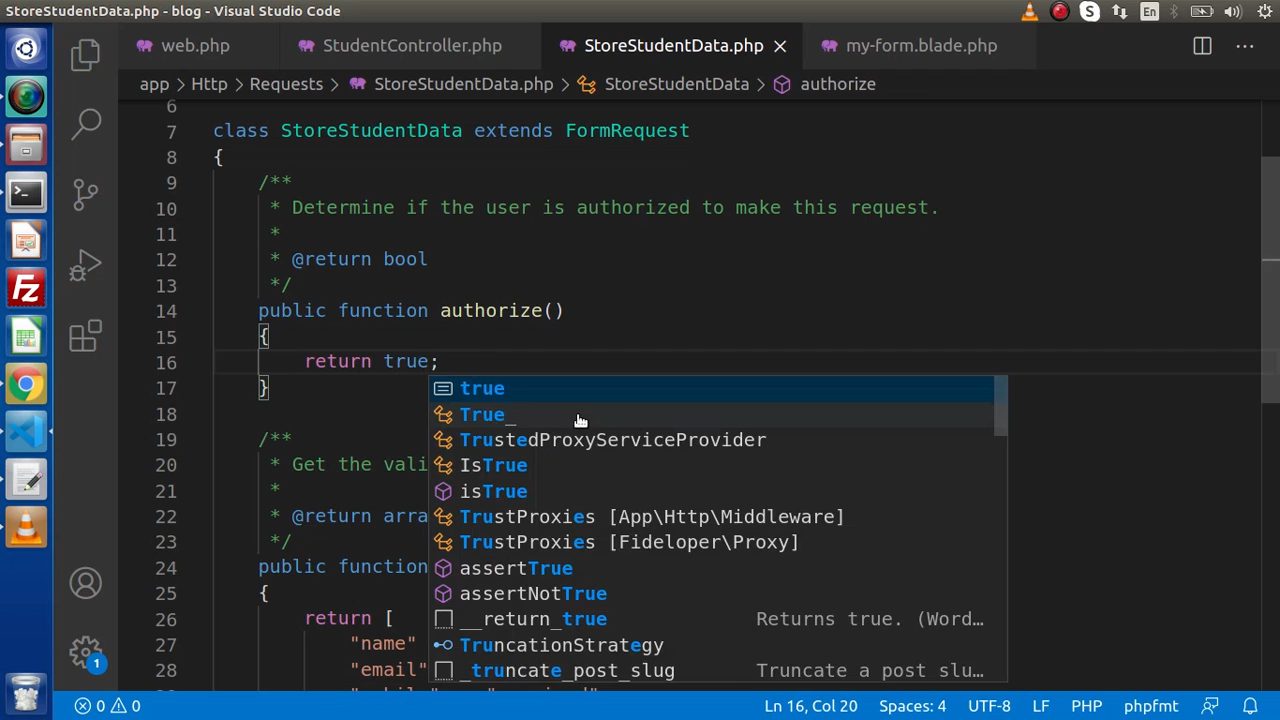 StoreStudentData.php - blog - Visual Studio Code
S En
web.php StudentController.php StoreStudentData.php my-form.blade.php
app > Http > Requests > StoreStudentData.php > StoreStudentData > authorize
6
7 class StoreStudentData extends FormRequest
8 {
9 /**
10 * Determine if the user is authorized to make this request.
11 *
12 * @return bool
13 */
14 public function authorize()
15 {
16 return true;
17 }
18
19 /**
20 * Get the vali
21 *
22 * @return arra
23 */
24 public function
25 {
26 return [
27 "name"
28 "email"
true
True_
TrustedProxyServiceProvider
IsTrue
isTrue
TrustProxies [App\Http\Middleware]
TrustProxies [Fideloper\Proxy]
assertTrue
assertNotTrue
__return_true Returns true. (Word…
TruncationStrategy
_truncate_post_slug Truncate a post slu…
Fz
1
0 0 Ln 16, Col 20 Spaces: 4 UTF-8 LF PHP phpfmt